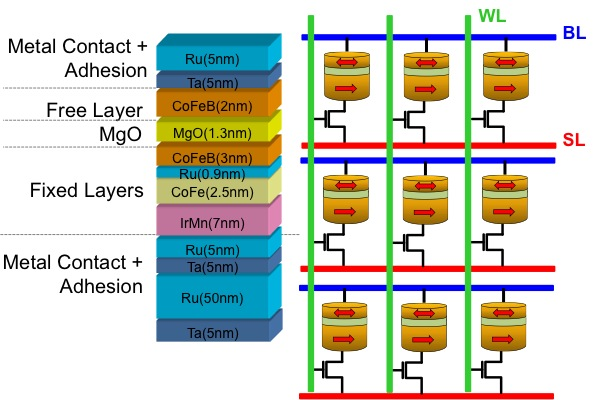 WL
BL
SL
Metal Contact +
Adhesion
Free Layer
MgO
Fixed Layers
Metal Contact +
Adhesion
Ru(5nm)
Ta(5nm)
CoFeB(2nm)
MgO(1.3nm)
CoFeB(3nm)
Ru(0.9nm)
CoFe(2.5nm)
IrMn(7nm)
Ru(5nm)
Ta(5nm)
Ru(50nm)
Ta(5nm)